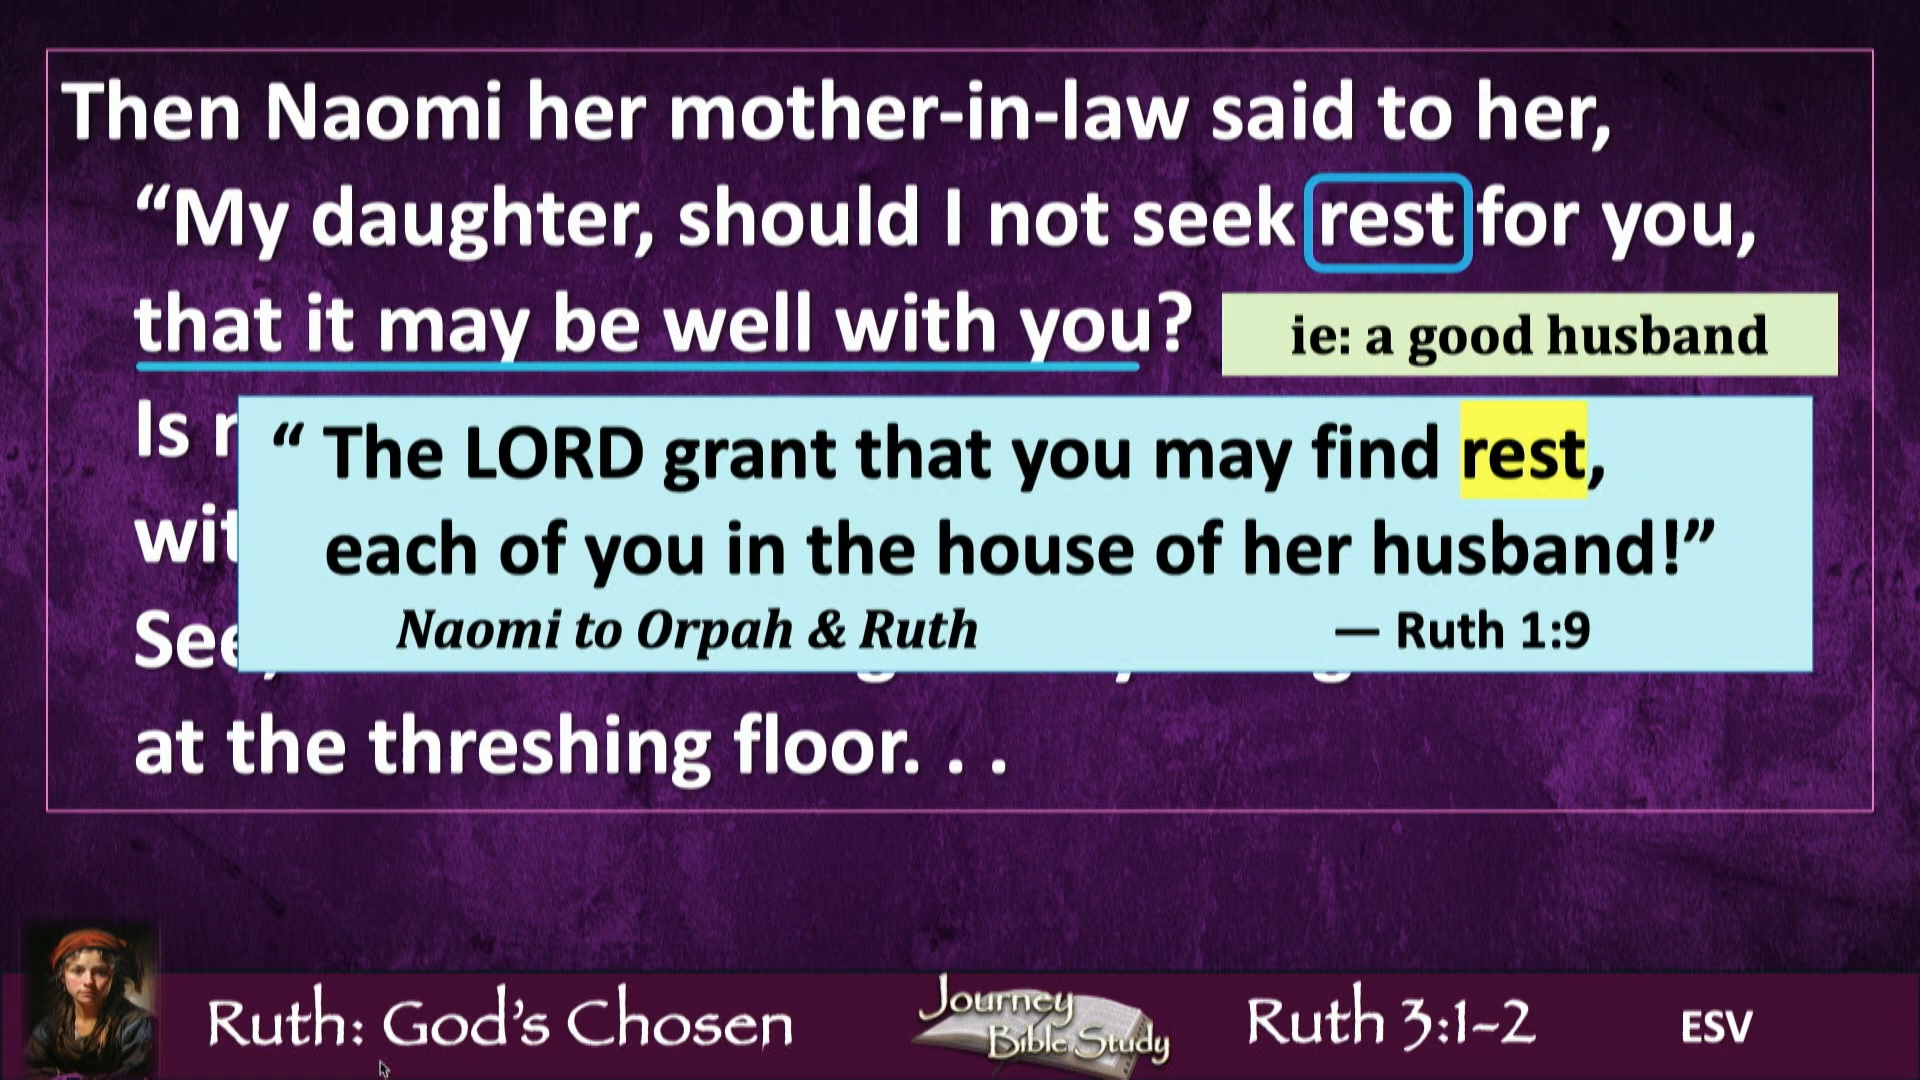 Then Naomi her mother-in-law said to her,
“My daughter, should I not seek rest for you,
that it may be well with you?
ie: a good husband
Is
“ The LORD grant that you may find rest,
each of you in the house of her husband!”
Naomi to Orpah & Ruth — Ruth 1:9
at the threshing floor. . .
Ruth: God's Chosen
Journey
Bible Study
Ruth 3:1-2
ESV